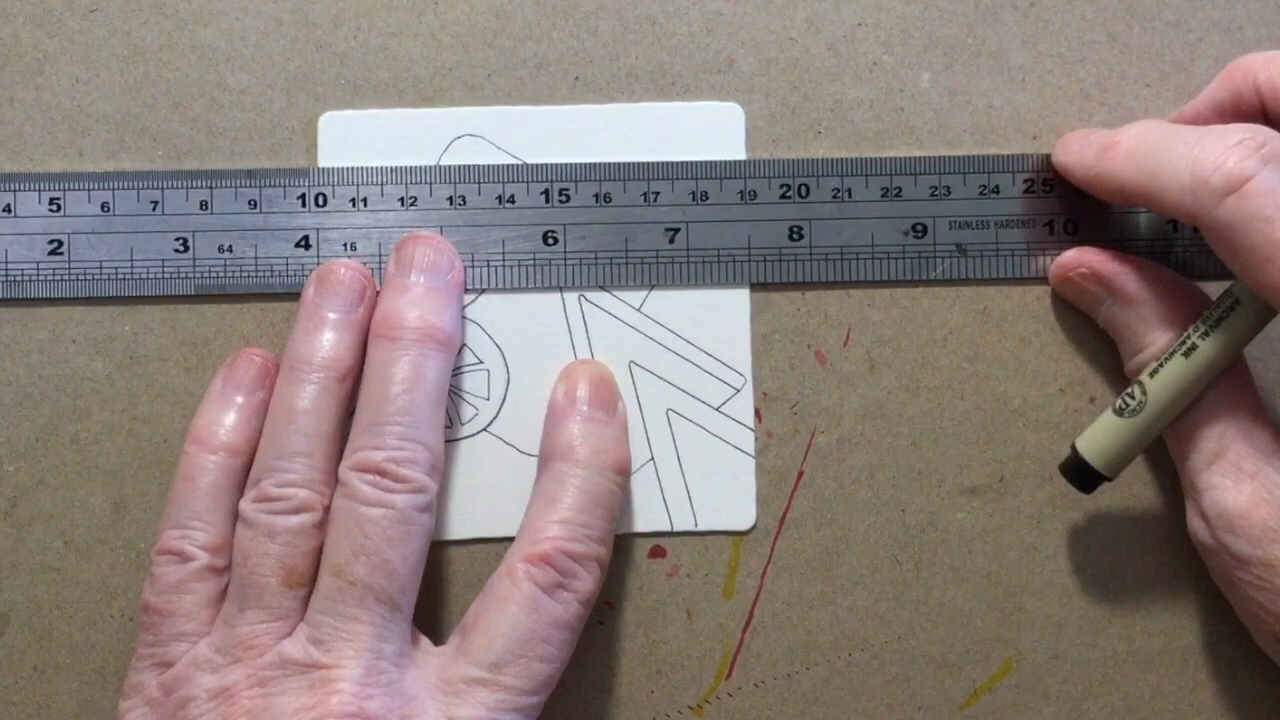 4 5 6 7 8 9 10 11 12 13 14 15 16 17 18 19 20 21 22 23 24 25
2 3 64 4 16 6 7 8 9 STAINLESS HARDENED 10
ARCHIVAL INK
AP